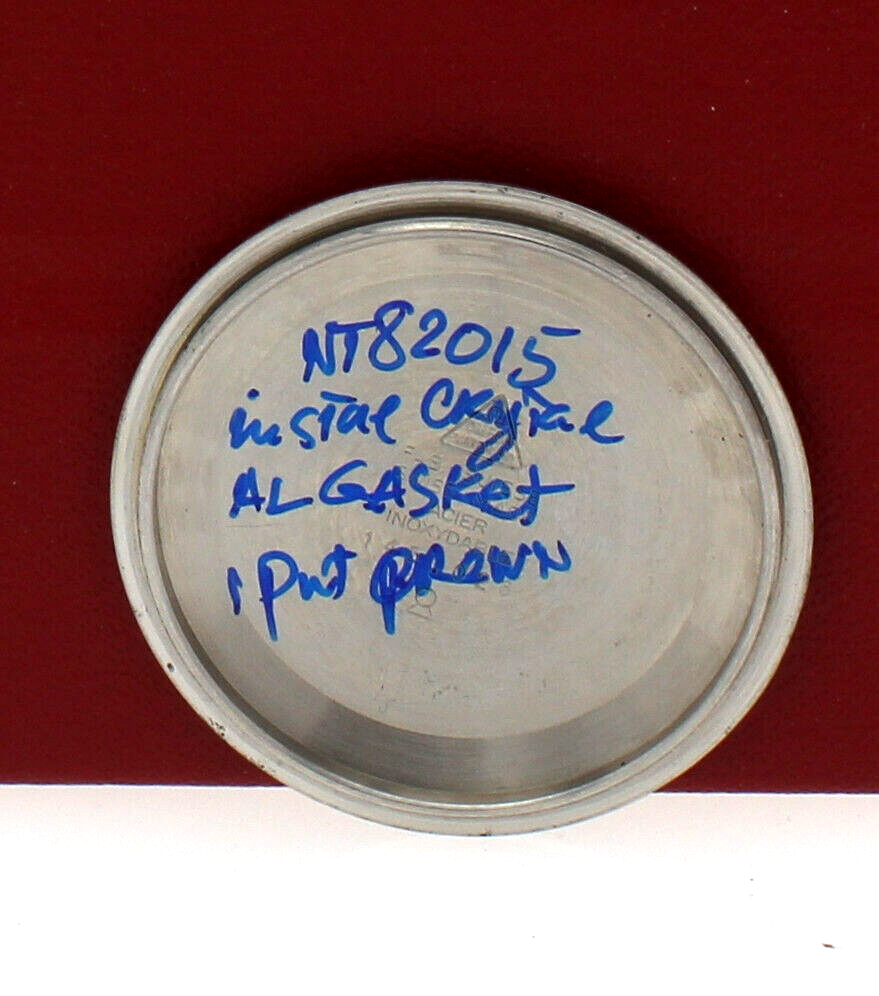 NT82015
instal Crystal
AL GASKet
1 Put CROWN
ACIER
INOXYDABLE